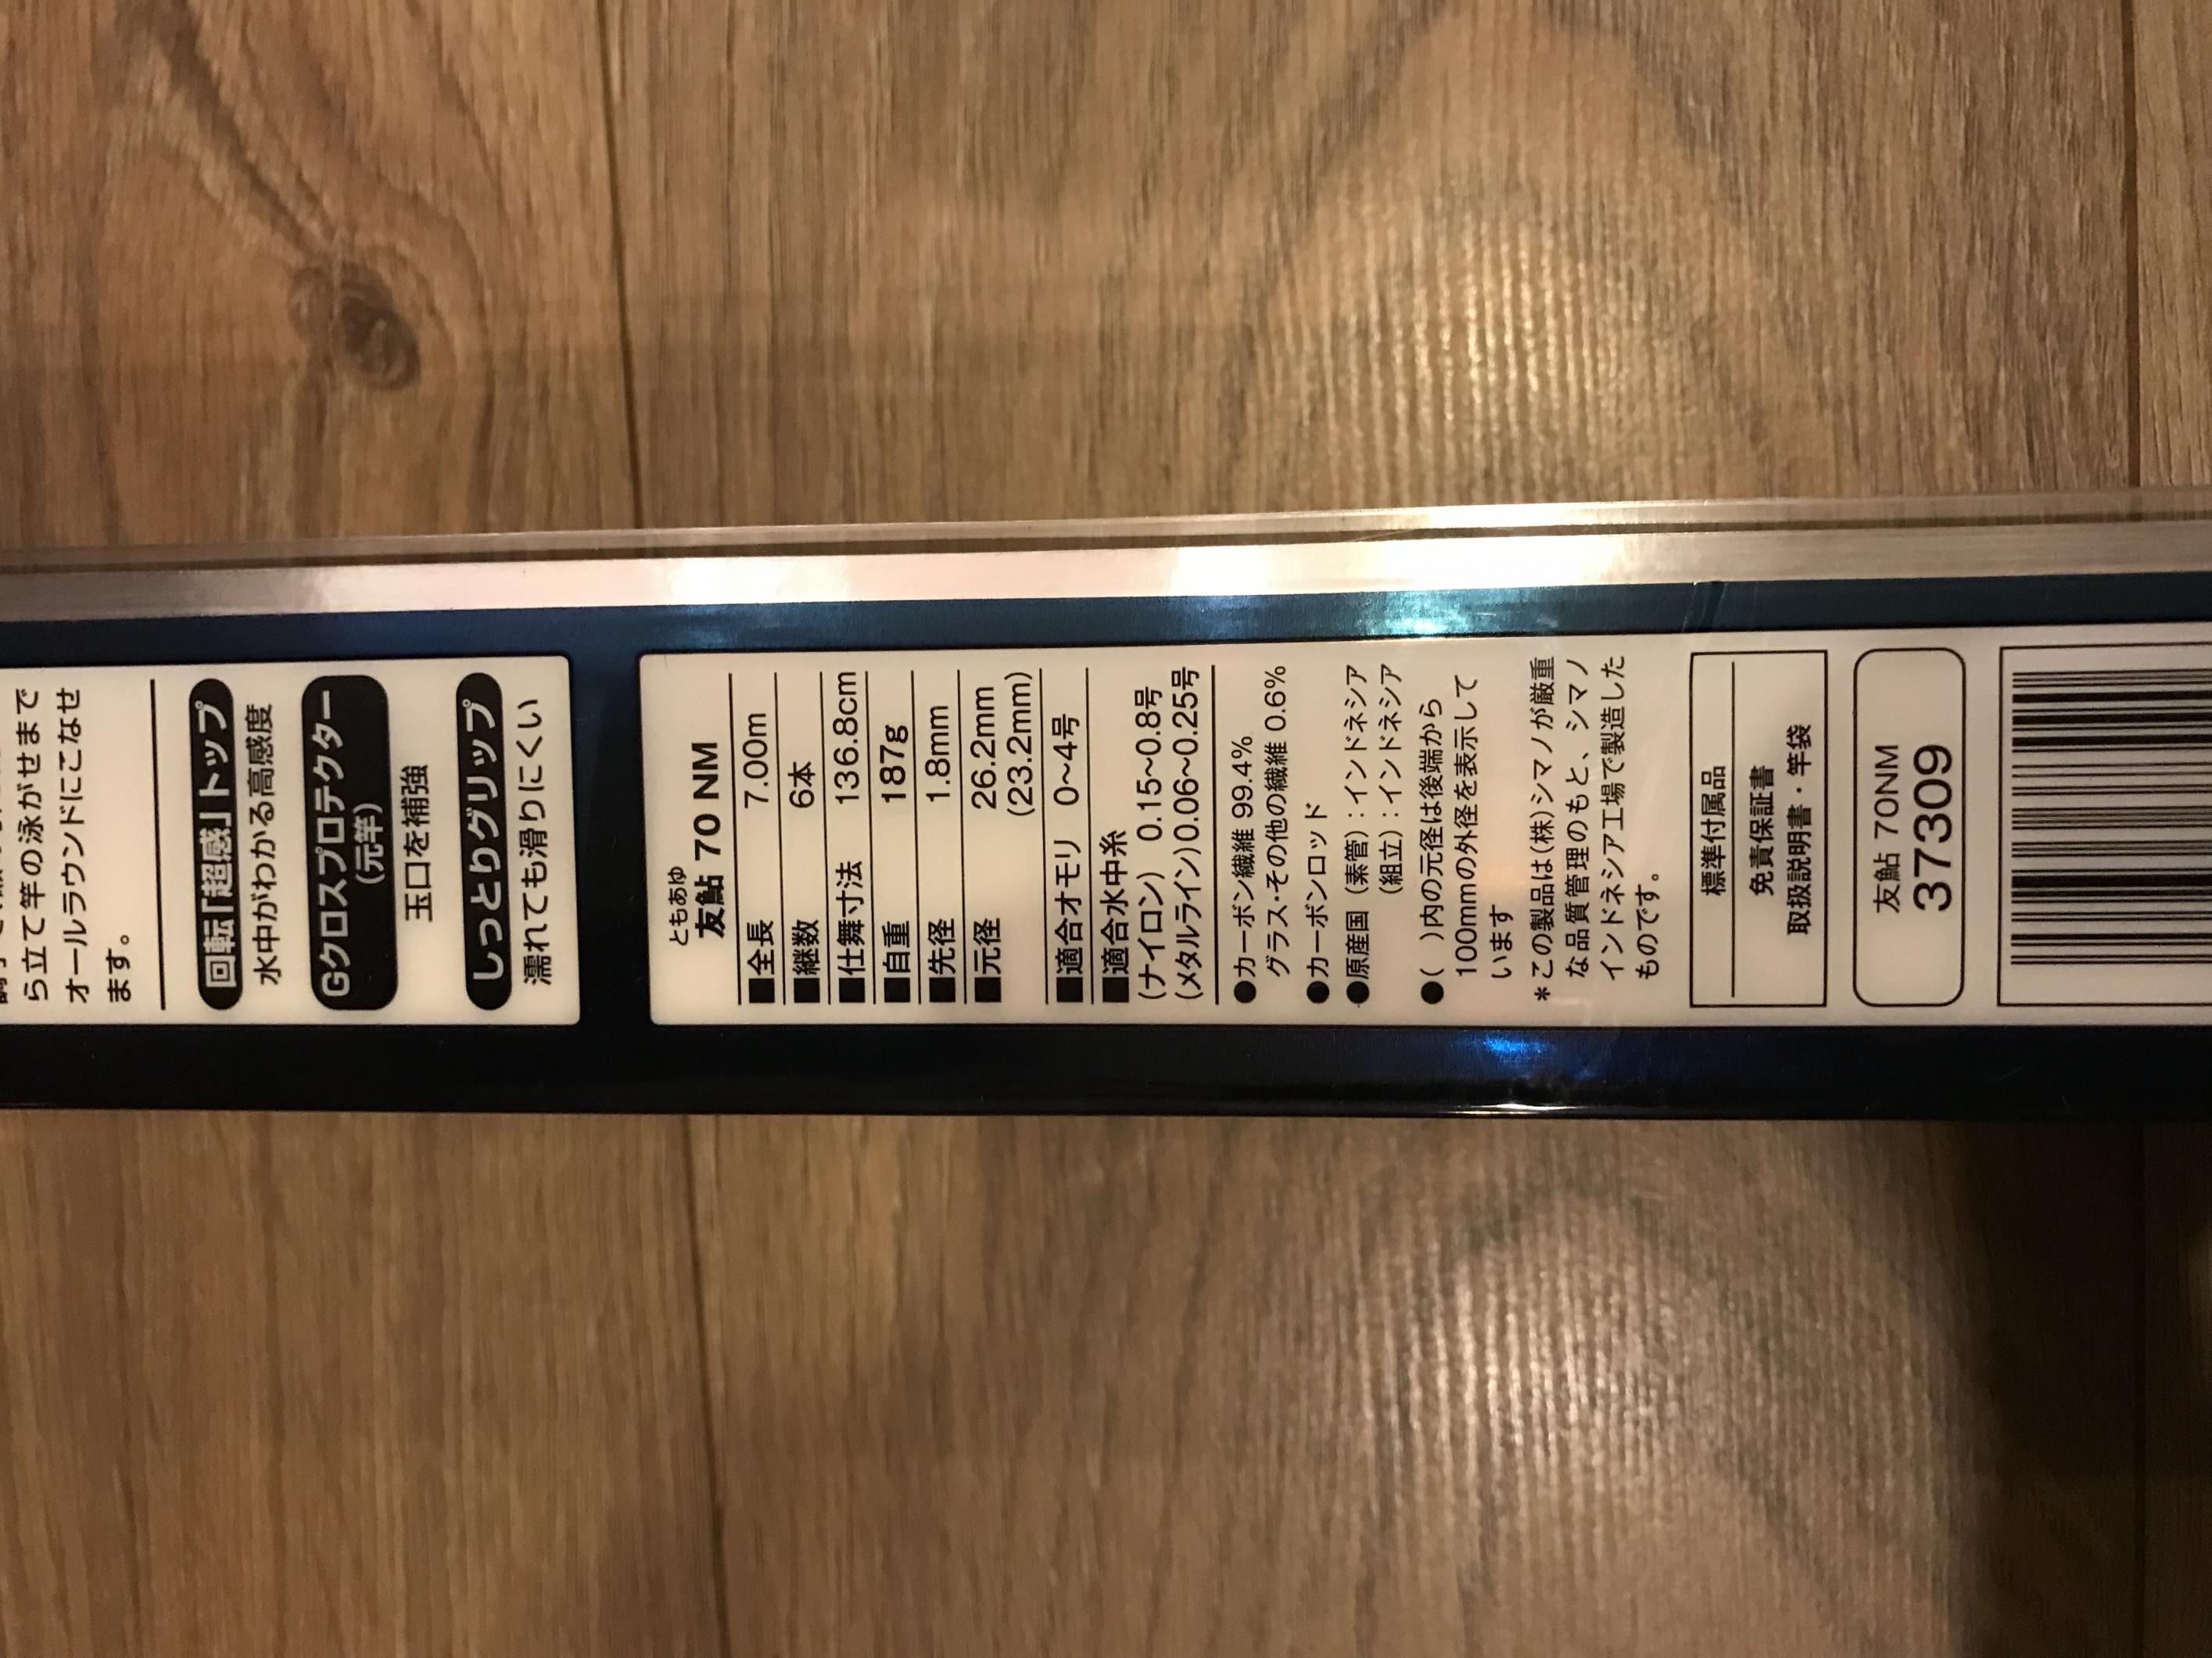 ら立て竿の泳がせまで
オールラウンドにこなせ
ます。
回転「超感」トップ
水中がわかる高感度
Gクロスプロテクター
(元竿)
玉口を補強
しっとりグリップ
濡れても滑りにくい
ともあゆ
友鮎 70 NM
■全長 7.00m
■継数 6本
■仕舞寸法 136.8cm
■自重 187g
■先径 1.8mm
■元径 26.2mm
(23.2mm)
■適合オモリ 0~4号
■適合水中糸
(ナイロン) 0.15~0.8号
(メタルライン)0.06~0.25号
●カーボン繊維 99.4%
グラス・その他の繊維 0.6%
●カーボンロッド
●原産国(素管):インドネシア
(組立):インドネシア
●( )内の元径は後端から
100mmの外径を表示して
います
*この製品は(株)シマノが厳重
な品質管理のもと、シマノ
インドネシア工場で製造した
ものです。
標準付属品
免責保証書
取扱説明書・竿袋
友鮎 70NM
37309